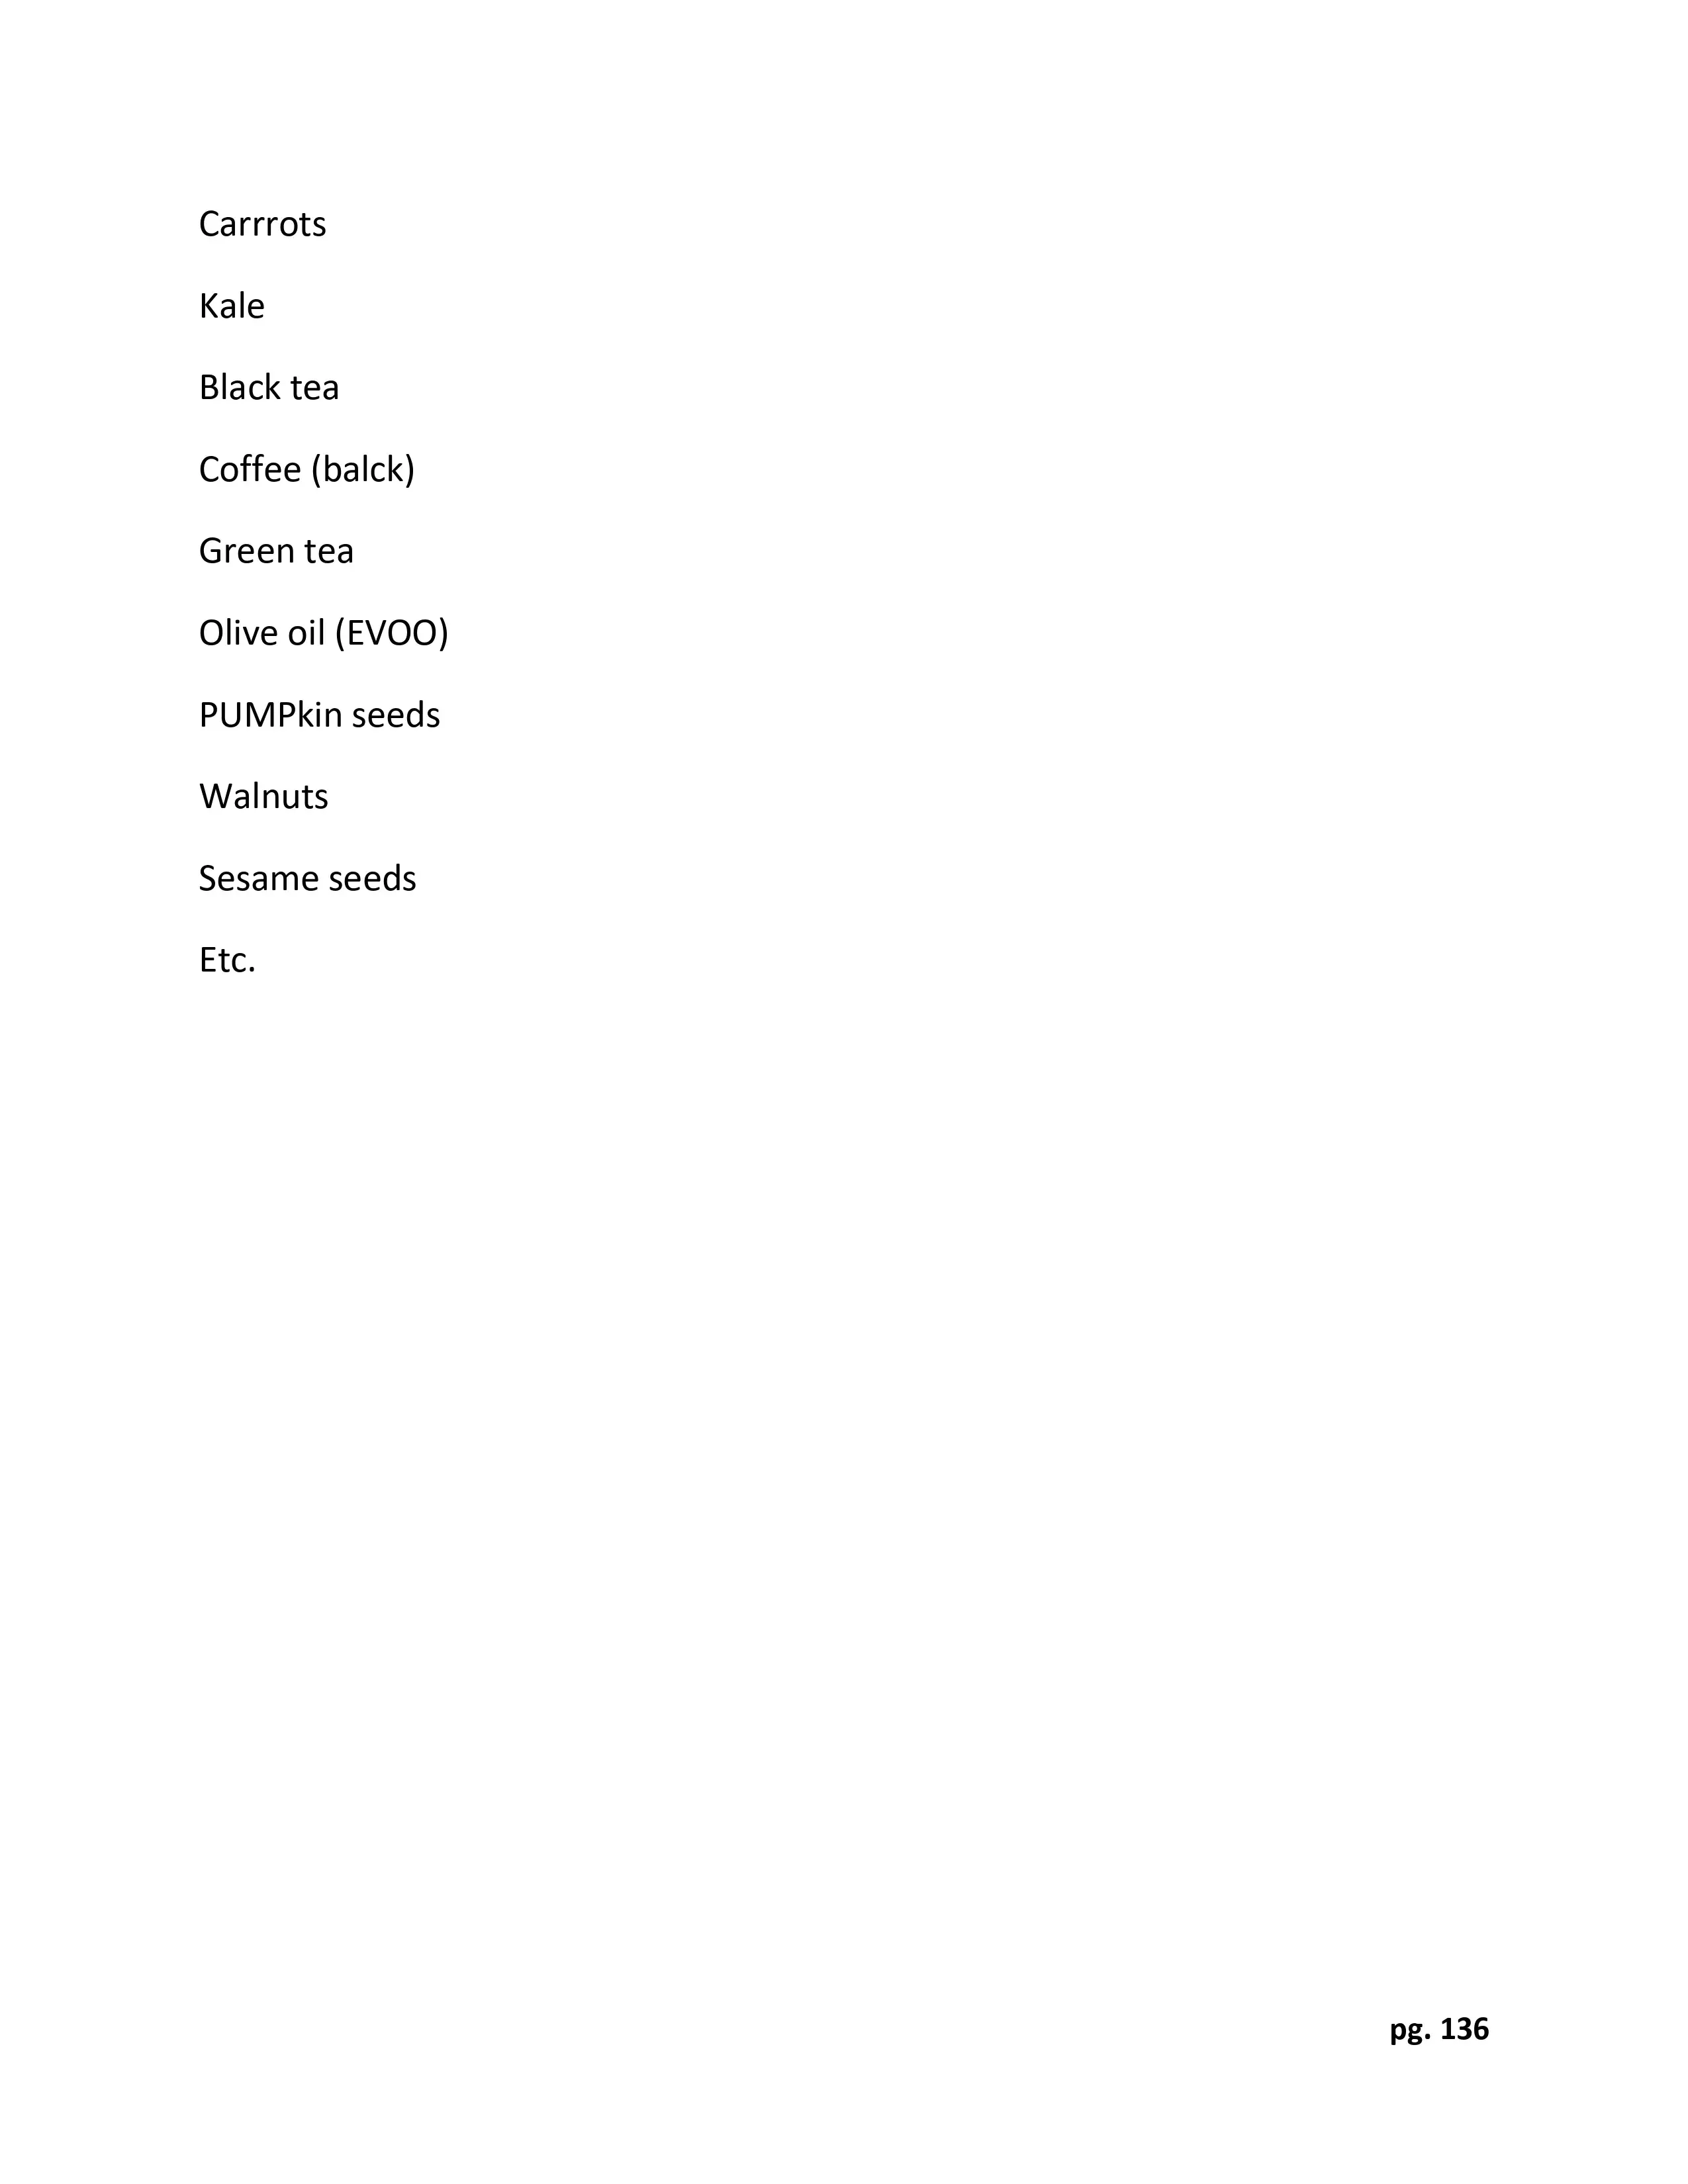 Carrrots
Kale
Black tea
Coffee (balck)
Green tea
Olive oil (EVOO)
PUMPkin seeds
Walnuts
Sesame seeds
Etc.
pg. 136